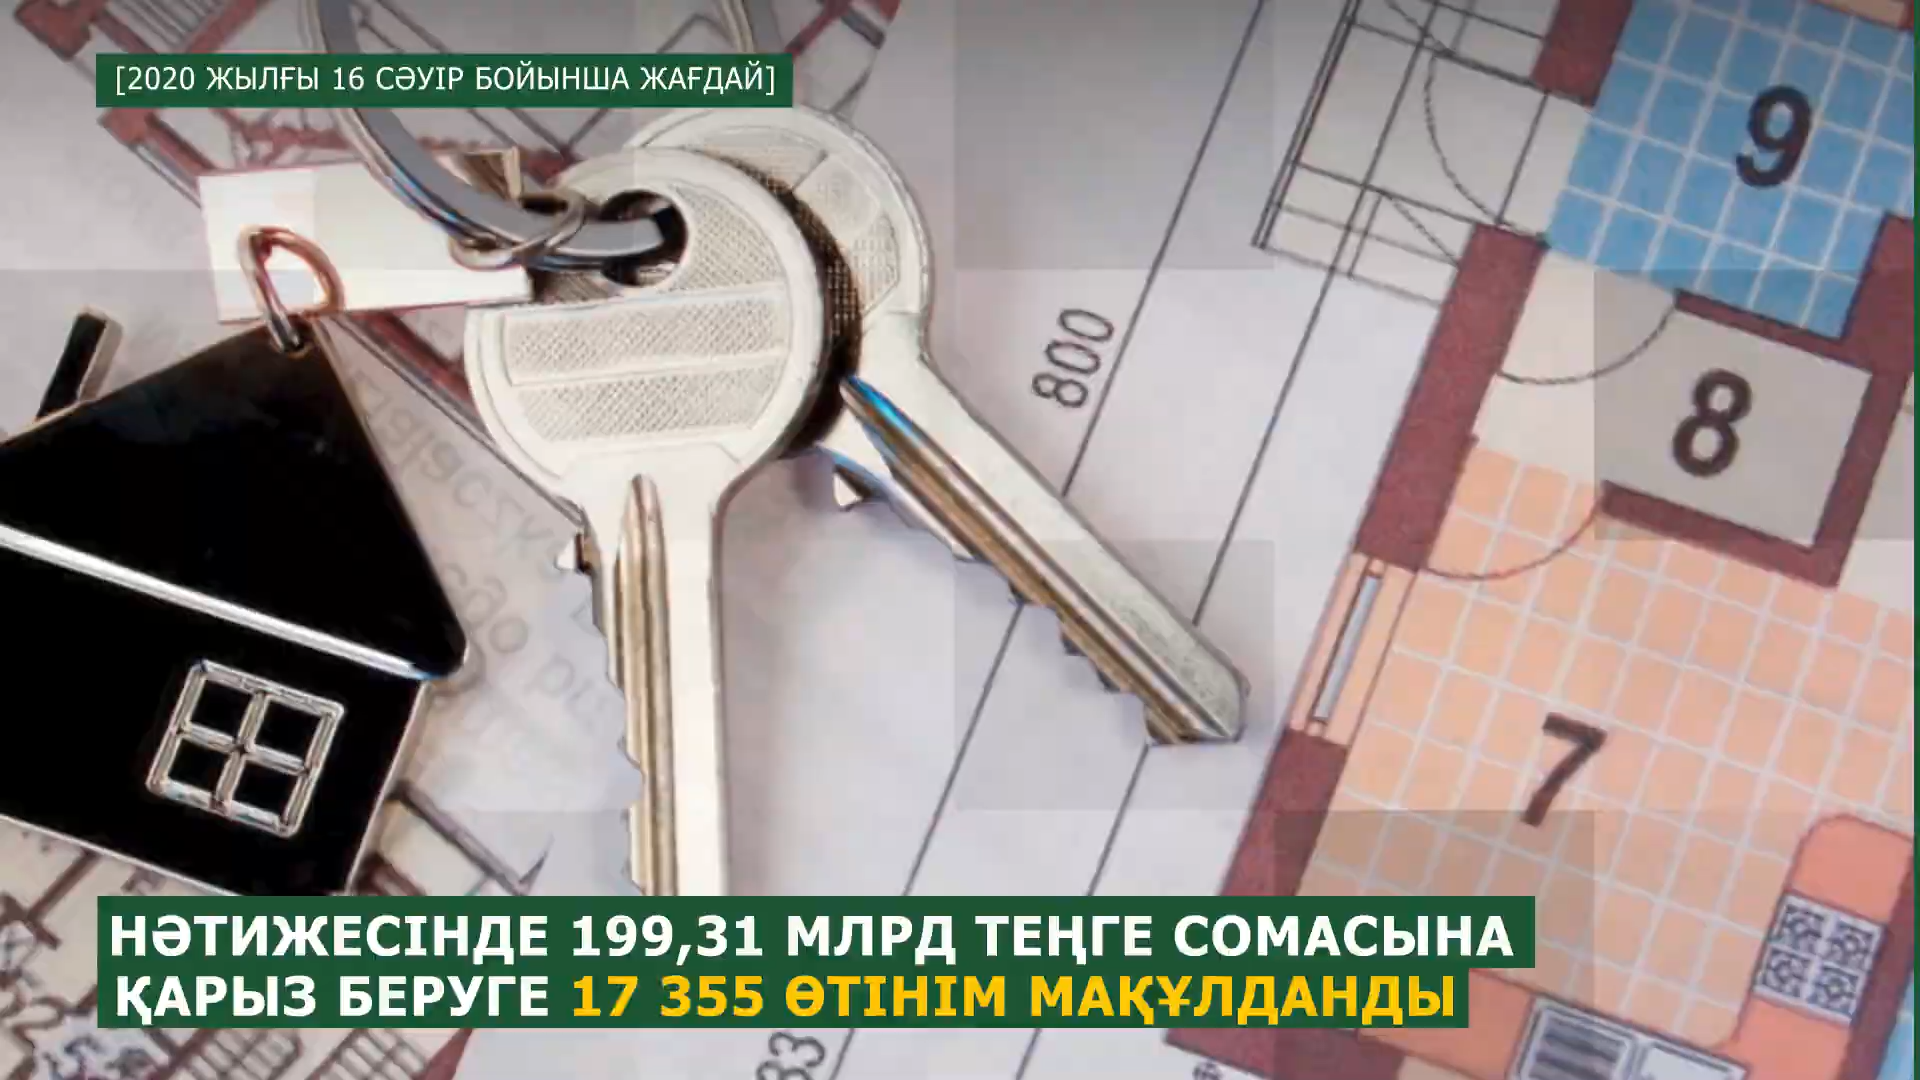 [2020 ЖЫЛҒЫ 16 СӘУІР БОЙЫНША ЖАҒДАЙ]
9
800
8
7
НӘТИЖЕСІНДЕ 199,31 МЛРД ТЕҢГЕ СОМАСЫНА
ҚАРЫЗ БЕРУГЕ 17 355 ӨТІНІМ МАҚҰЛДАНДЫ